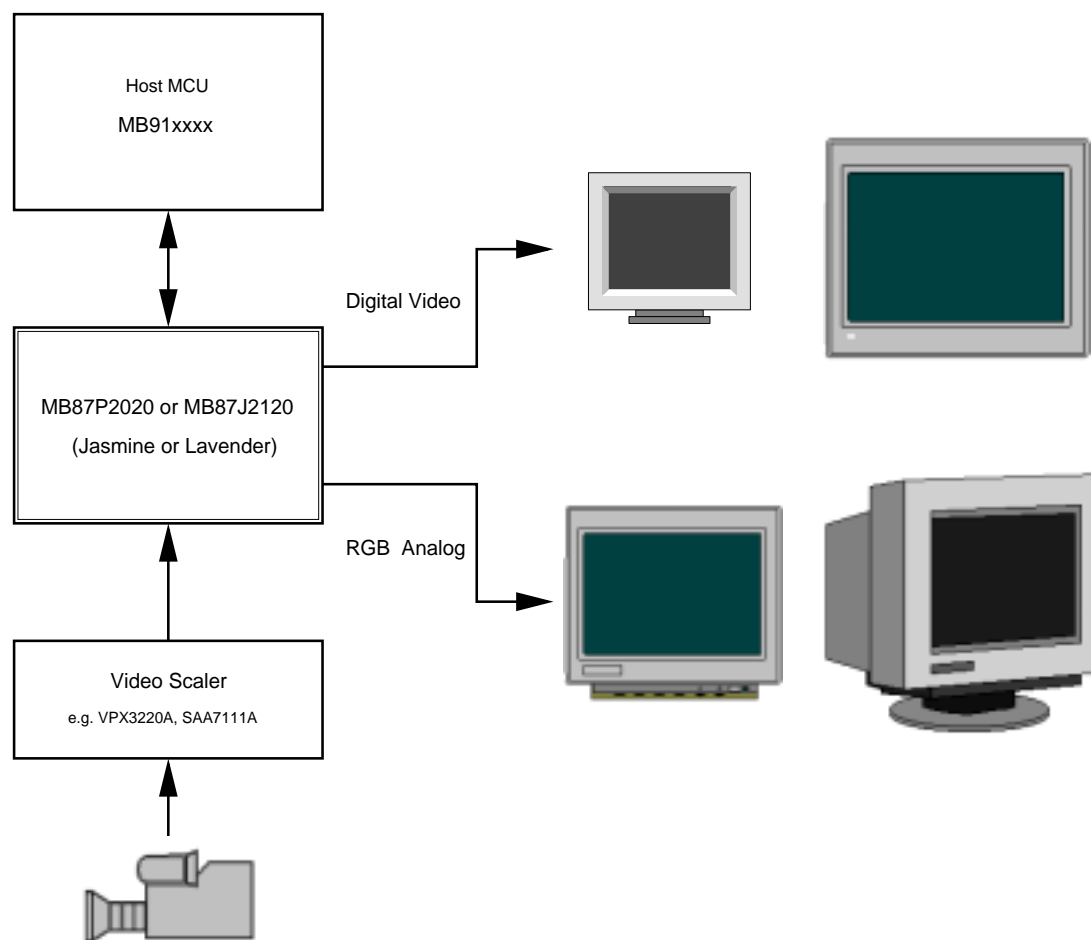 Host MCU
MB91xxxx
Digital Video
MB87P2020 or MB87J2120
(Jasmine or Lavender)
RGB Analog
Video Scaler
e.g. VPX3220A, SAA7111A